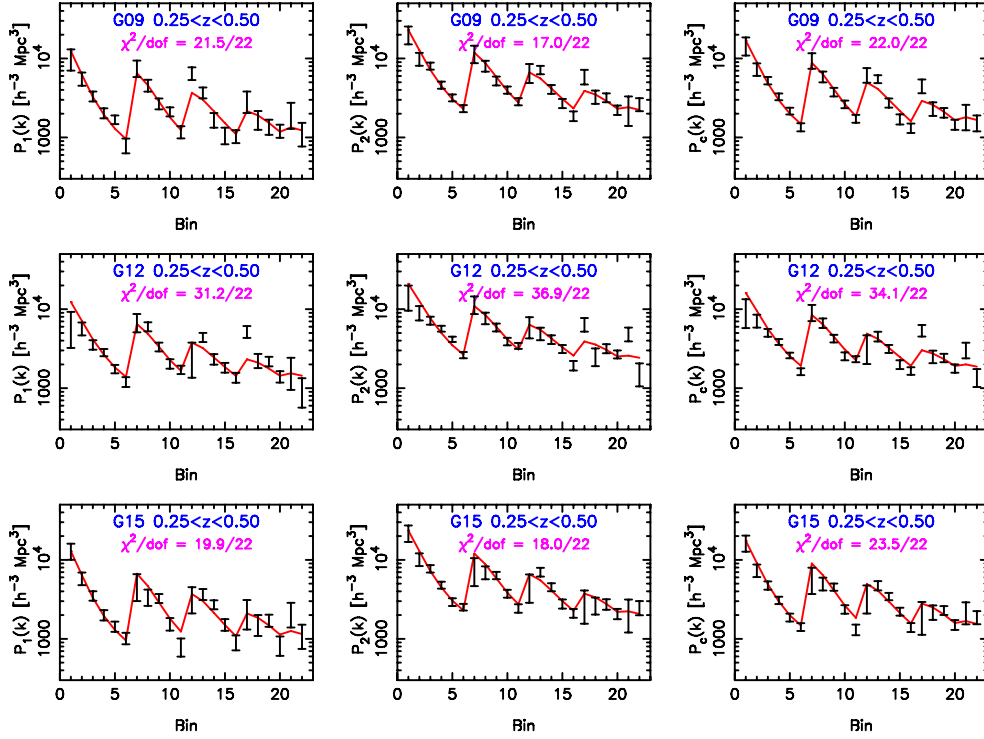 G09 0.25<z<0.50
χ²/dof = 21.5/22
P₁(k) [h⁻³ Mpc³]
10⁴
1000
0 5 10 15 20
Bin
G09 0.25<z<0.50
χ²/dof = 17.0/22
P₂(k) [h⁻³ Mpc³]
10⁴
1000
0 5 10 15 20
Bin
G09 0.25<z<0.50
χ²/dof = 22.0/22
P_c(k) [h⁻³ Mpc³]
10⁴
1000
0 5 10 15 20
Bin
G12 0.25<z<0.50
χ²/dof = 31.2/22
P₁(k) [h⁻³ Mpc³]
10⁴
1000
0 5 10 15 20
Bin
G12 0.25<z<0.50
χ²/dof = 36.9/22
P₂(k) [h⁻³ Mpc³]
10⁴
1000
0 5 10 15 20
Bin
G12 0.25<z<0.50
χ²/dof = 34.1/22
P_c(k) [h⁻³ Mpc³]
10⁴
1000
0 5 10 15 20
Bin
G15 0.25<z<0.50
χ²/dof = 19.9/22
P₁(k) [h⁻³ Mpc³]
10⁴
1000
0 5 10 15 20
Bin
G15 0.25<z<0.50
χ²/dof = 18.0/22
P₂(k) [h⁻³ Mpc³]
10⁴
1000
0 5 10 15 20
Bin
G15 0.25<z<0.50
χ²/dof = 23.5/22
P_c(k) [h⁻³ Mpc³]
10⁴
1000
0 5 10 15 20
Bin